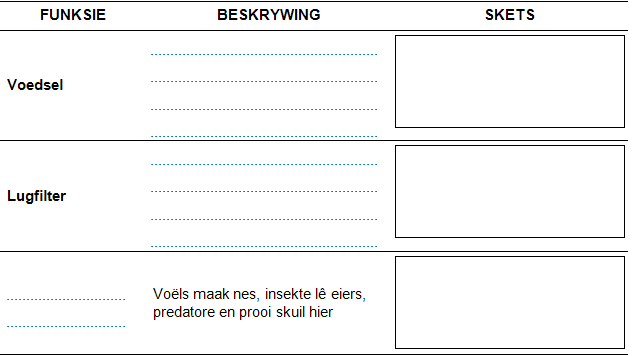 FUNKSIE BESKRYWING SKETS
Voedsel
Lugfilter
Voëls maak nes, insekte lê eiers,
predatore en prooi skuil hier